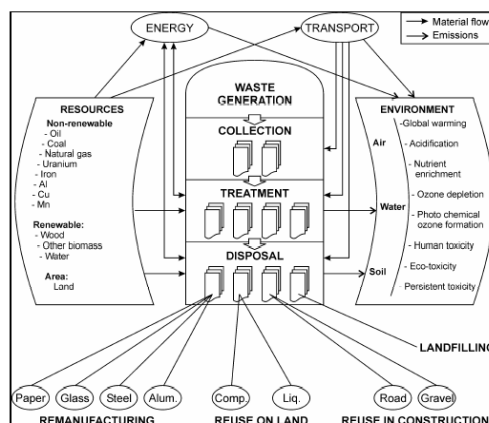 ENERGY
TRANSPORT
Material flow
Emissions
RESOURCES
Non-renewable
- Oil
- Coal
- Natural gas
- Uranium
- Iron
- Al
- Cu
- Mn
Renewable:
- Wood
- Other biomass
- Water
Area:
Land
WASTE
GENERATION
COLLECTION
TREATMENT
DISPOSAL
ENVIRONMENT
Air
Water
Soil
-Global warming
- Acidification
- Nutrient
enrichment
- Ozone depletion
- Photo chemical
ozone formation
- Human toxicity
- Eco-toxicity
- Persistent toxicity
LANDFILLING
Paper
Glass
Steel
Alum.
Comp.
Liq.
Road
Gravel
REMANUFACTURING
REUSE ON LAND
REUSE IN CONSTRUCTION